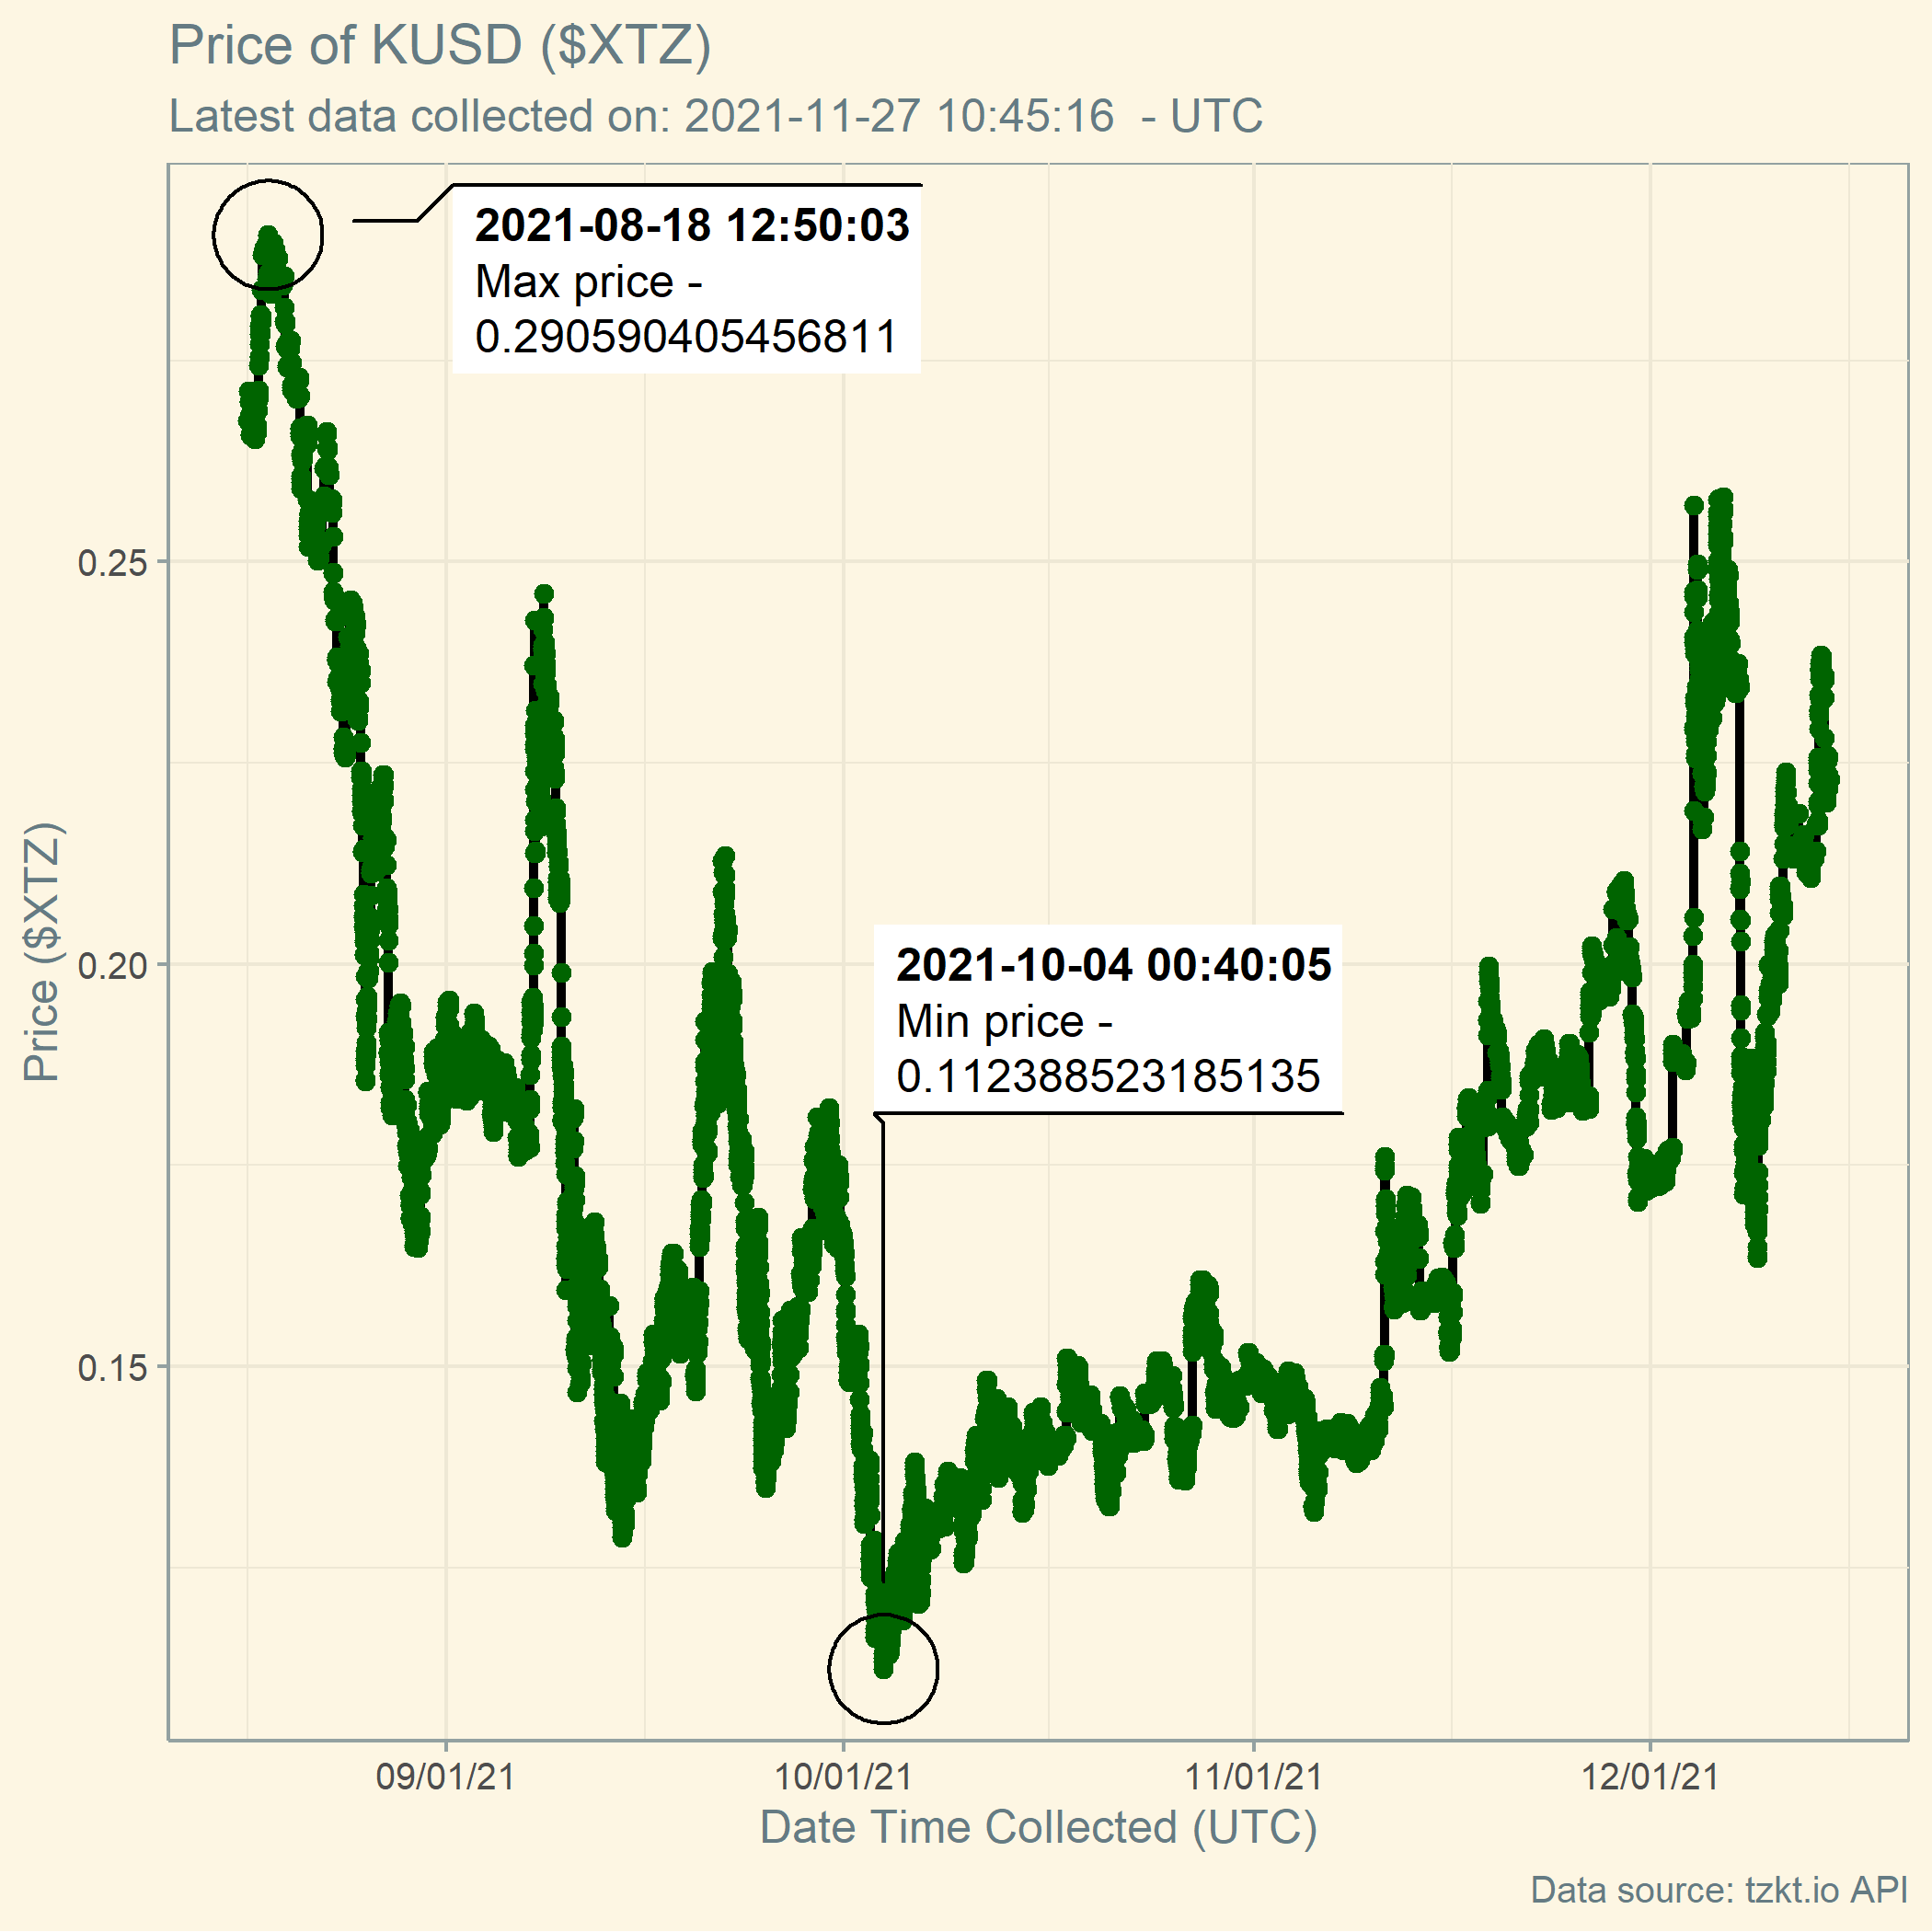 Price of KUSD ($XTZ)
Latest data collected on: 2021-11-27 10:45:16  - UTC
2021-08-18 12:50:03
Max price -
0.290590405456811
2021-10-04 00:40:05
Min price -
0.112388523185135
Price ($XTZ)
0.25
0.20
0.15
09/01/21
10/01/21
11/01/21
12/01/21
Date Time Collected (UTC)
Data source: tzkt.io API